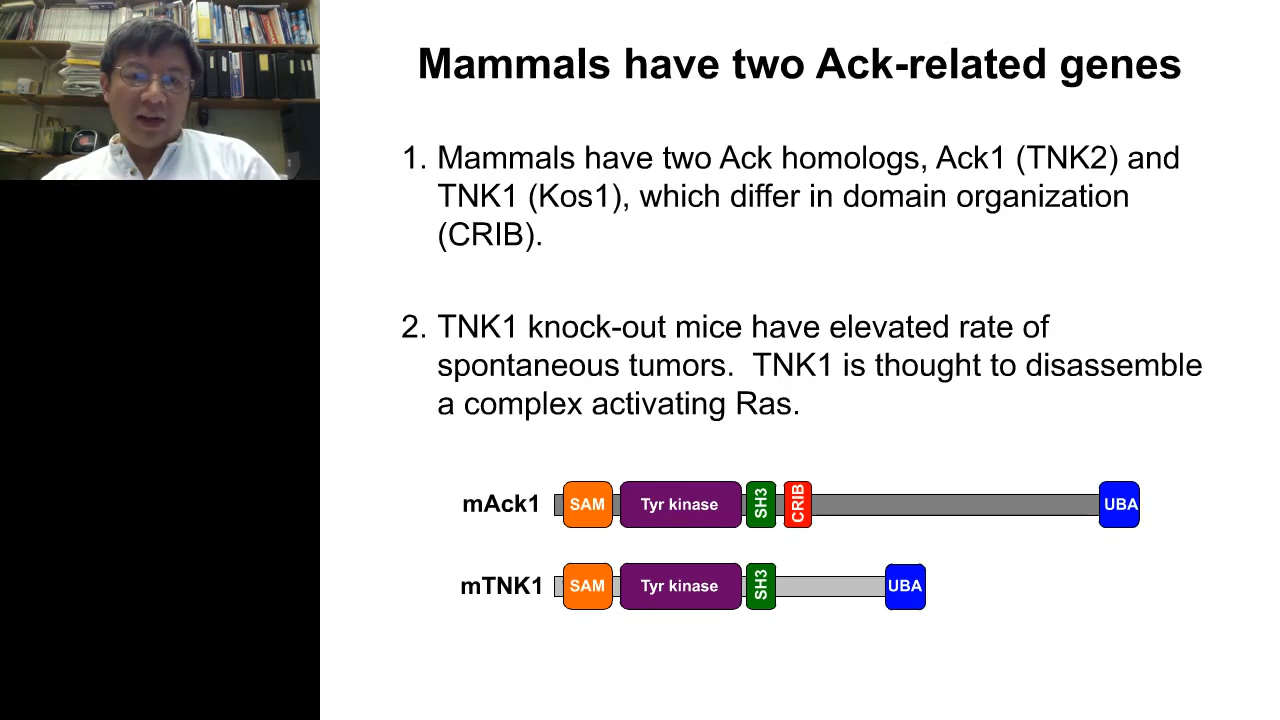 Mammals have two Ack-related genes
1. Mammals have two Ack homologs, Ack1 (TNK2) and
TNK1 (Kos1), which differ in domain organization
(CRIB).
2. TNK1 knock-out mice have elevated rate of
spontaneous tumors. TNK1 is thought to disassemble
a complex activating Ras.
mAck1 SAM Tyr kinase SH3 CRIB UBA
mTNK1 SAM Tyr kinase SH3 UBA